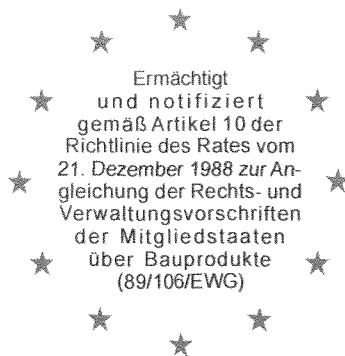 Ermächtigt
und notifiziert
gemäß Artikel 10 der
Richtlinie des Rates vom
21. Dezember 1988 zur An-
gleichung der Rechts- und
Verwaltungsvorschriften
der Mitgliedstaaten
über Bauprodukte
(89/106/EWG)